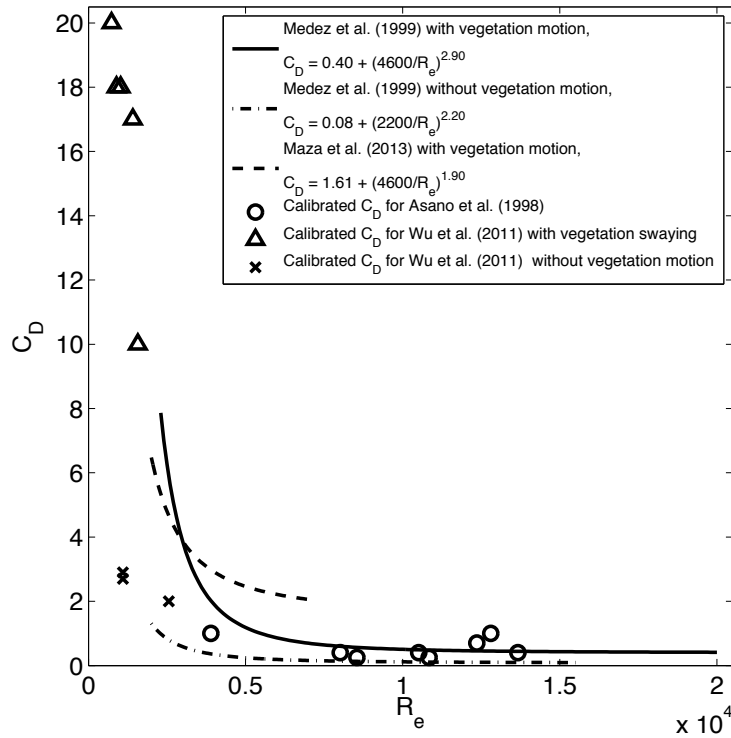 20
18
16
14
12
10
8
6
4
2
0
C_D
Medez et al. (1999) with vegetation motion,
C_D = 0.40 + (4600/R_e)^2.90
Medez et al. (1999) without vegetation motion,
C_D = 0.08 + (2200/R_e)^2.20
Maza et al. (2013) with vegetation motion,
C_D = 1.61 + (4600/R_e)^1.90
Calibrated C_D for Asano et al. (1998)
Calibrated C_D for Wu et al. (2011) with vegetation swaying
Calibrated C_D for Wu et al. (2011) without vegetation motion
0 0.5 1 1.5 2
R_e
x 10^4